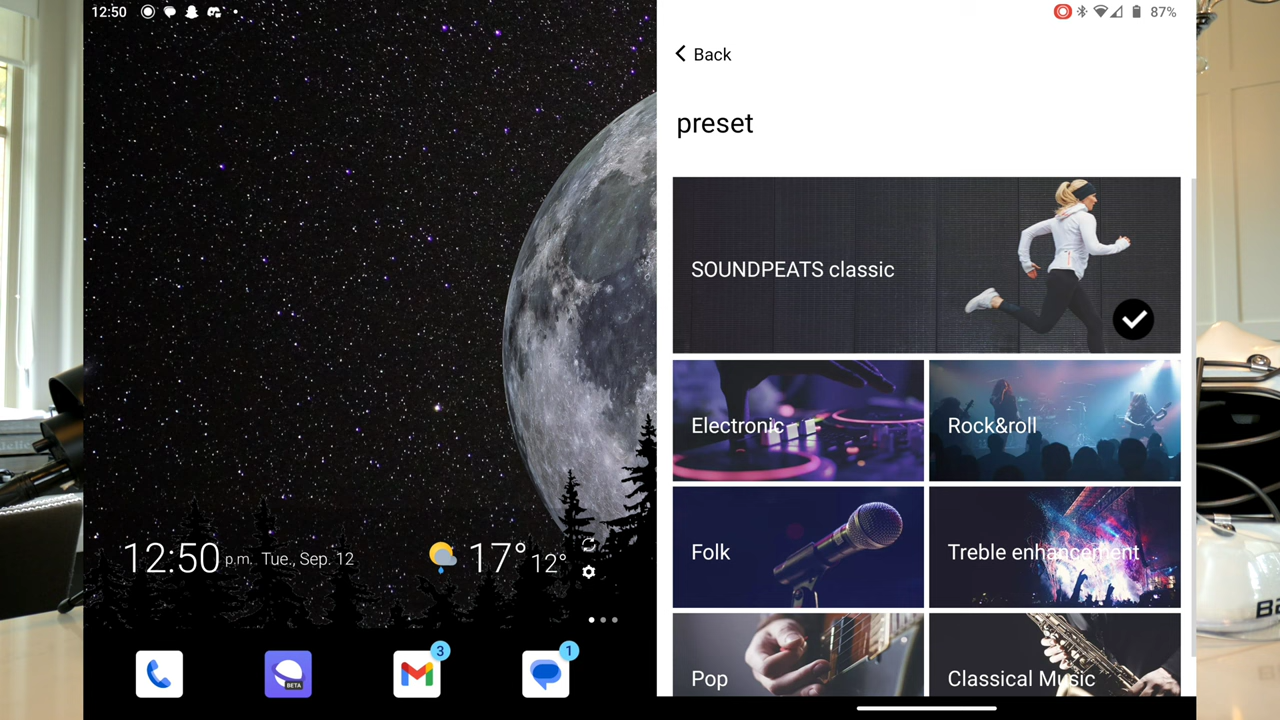 12:50
87%
Back
preset
SOUNDPEATS classic
Electronic
Rock&roll
Folk
Treble enhancement
Pop
Classical Music
12:50 p.m. Tue., Sep. 12
17° 12°
3
1
BETA